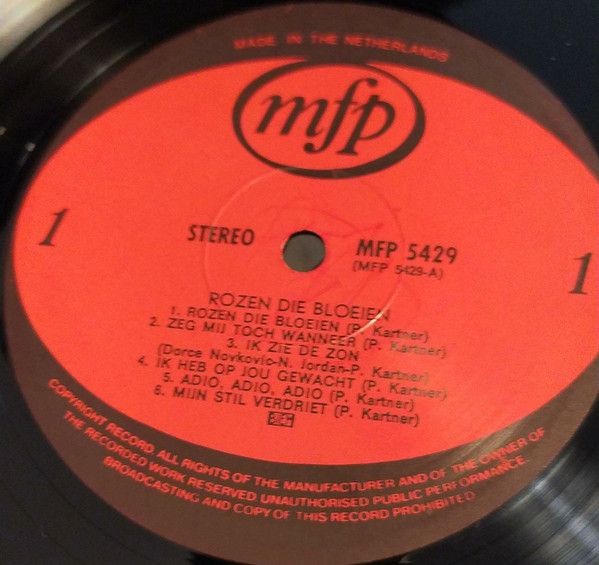 MADE IN THE NETHERLANDS
mfp
1
1
STEREO
MFP 5429
(MFP 5429-A)
ROZEN DIE BLOEIEN
1. ROZEN DIE BLOEIEN (P. Kartner)
2. ZEG MIJ TOCH WANNEER (P. Kartner)
3. IK ZIE DE ZON
(Dorce Novkovic-N. Jordan-P. Kartner)
4. IK HEB OP JOU GEWACHT (P. Kartner)
5. ADIO, ADIO, ADIO (P. Kartner)
6. MIJN STIL VERDRIET (P. Kartner)
COPYRIGHT RECORD ALL RIGHTS OF THE MANUFACTURER AND OF THE OWNER OF
THE RECORDED WORK RESERVED UNAUTHORISED PUBLIC PERFORMANCE.
BROADCASTING AND COPY OF THIS RECORD PROHIBITED